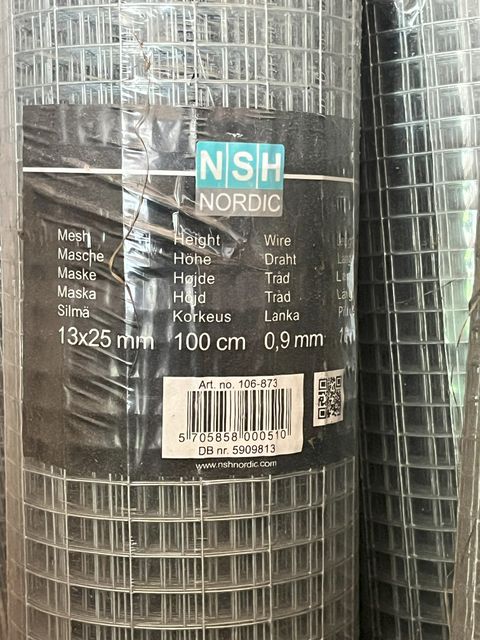 NSH
NORDIC
Mesh Height Wire
Masche Höhe Draht
Maske Højde Tråd
Maska Höjd Tråd
Silmä Korkeus Lanka
13x25 mm 100 cm 0,9 mm
Art. no. 106-873
5 705858 000510
DB nr. 5909813
www.nshnordic.com